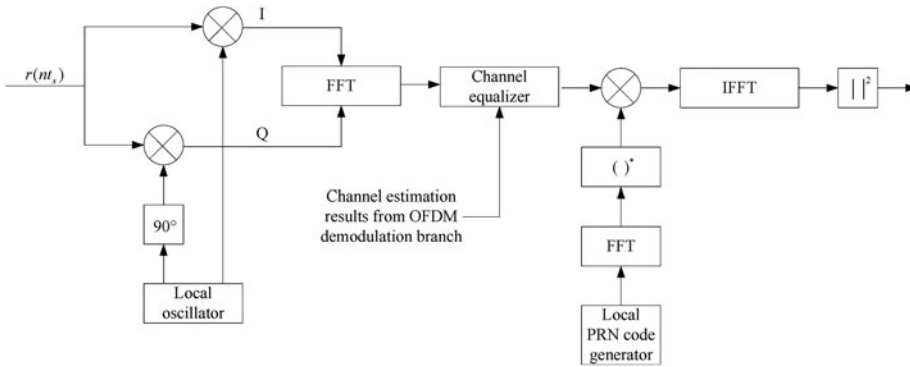 I
r(nt_s)
FFT
Channel
equalizer
IFFT
| |²
Q
( )*
90°
Channel estimation
results from OFDM
demodulation branch
FFT
Local
oscillator
Local
PRN code
generator